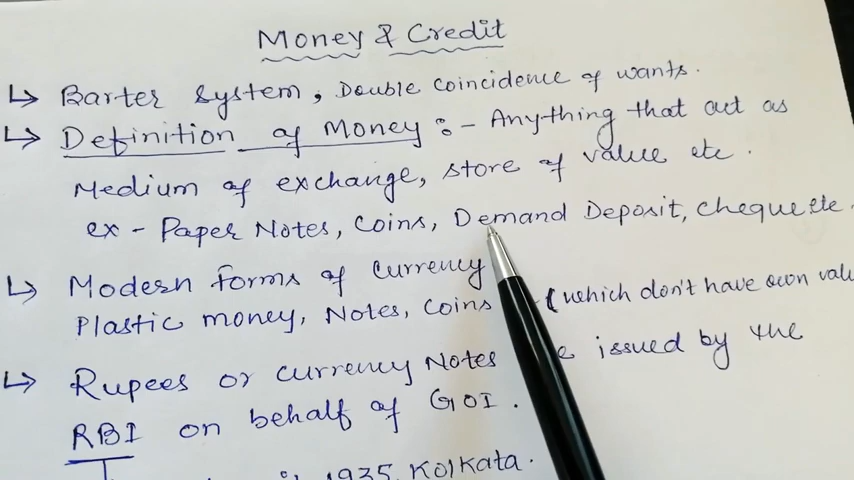 Money & Credit
↳ Barter System, Double coincidence of wants.
↳ Definition of Money :- Anything that act as
Medium of exchange, store of value etc.
ex - Paper Notes, Coins, Demand Deposit, cheque etc.
↳ Modern forms of currency
Plastic money, Notes, Coins (which don't have own valu
↳ Rupees or currency Notes issued by the
RBI on behalf of GOI.
1935, Kolkata.